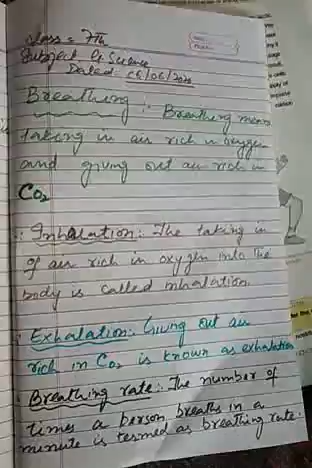 Class = 7th
Subject G Science
Dated 06/06/20
Breathing :- Breathing means
taking in air rich in oxygen
and giving out air rich in
CO2
Inhalation: The taking in
of air rich in oxygen into the
body is called inhalation
Exhalation: Giving out air
rich in CO2 is known as exhalation
Breathing rate: The number of
times a person breaths in a
minute is termed as breathing rate.